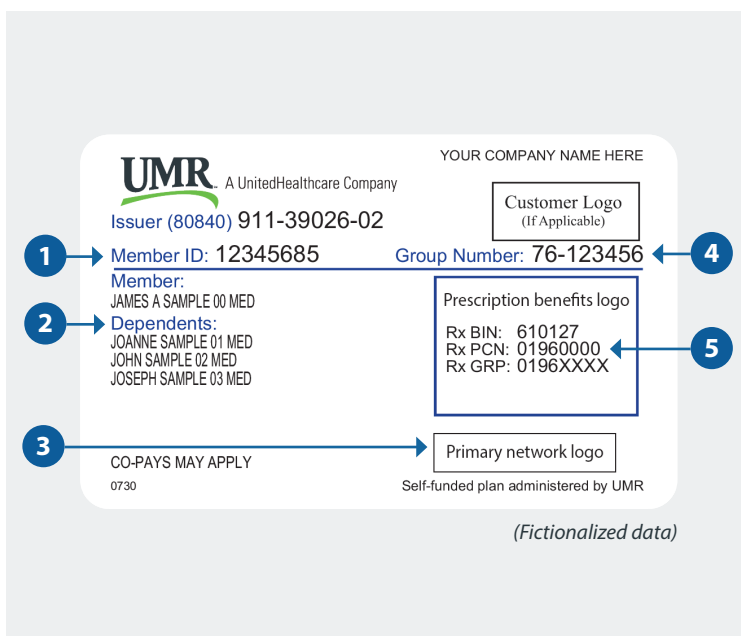 YOUR COMPANY NAME HERE
UMR A UnitedHealthcare Company
Customer Logo
(If Applicable)
Issuer (80840) 911-39026-02
1 Member ID: 12345685 Group Number: 76-123456 4
Member:
JAMES A SAMPLE 00 MED
2 Dependents:
JOANNE SAMPLE 01 MED
JOHN SAMPLE 02 MED
JOSEPH SAMPLE 03 MED
Prescription benefits logo
Rx BIN: 610127
Rx PCN: 01960000 5
Rx GRP: 0196XXXX
3 Primary network logo
CO-PAYS MAY APPLY
0730 Self-funded plan administered by UMR
(Fictionalized data)